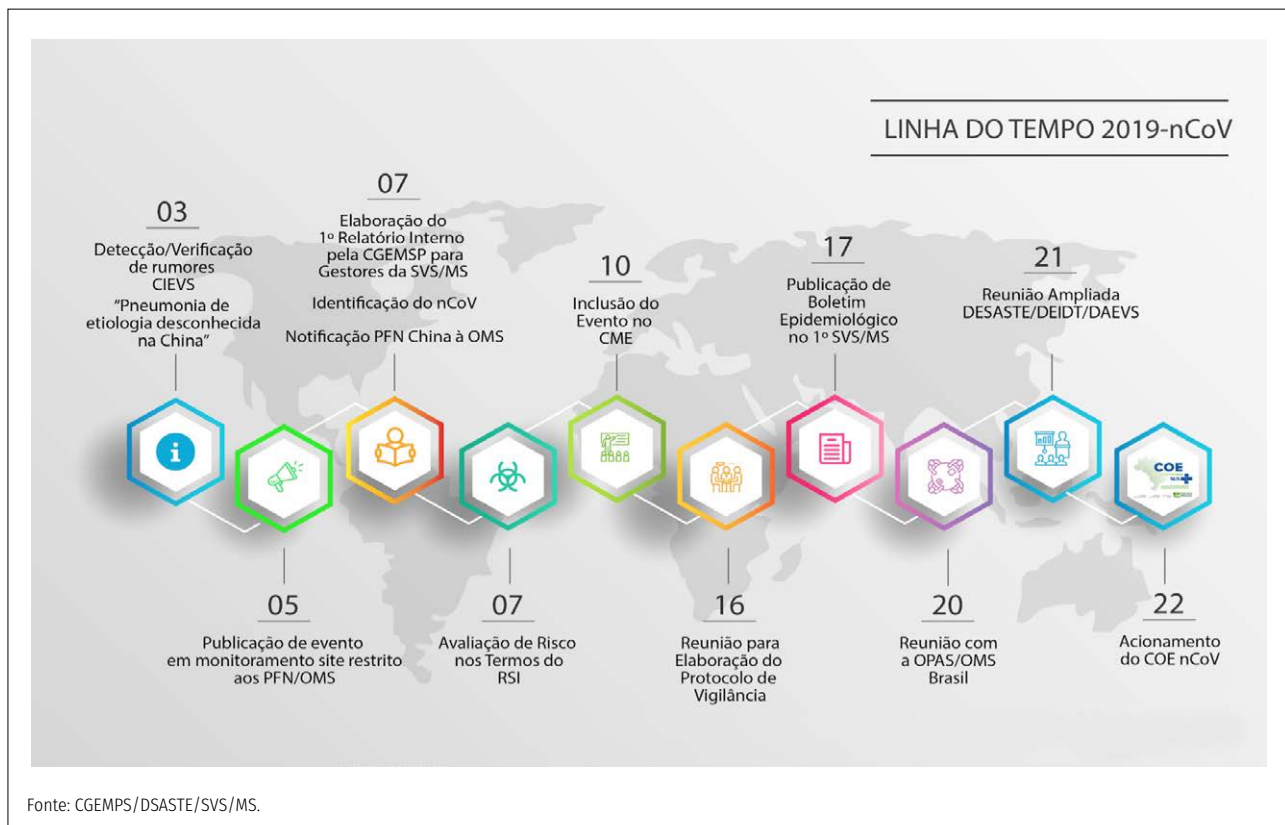 LINHA DO TEMPO 2019-nCoV
03
Detecção/Verificação
de rumores
CIEVS
"Pneumonia de
etiologia desconhecida
na China"
05
Publicação de evento
em monitoramento site restrito
aos PFN/OMS
07
Elaboração do
1º Relatório Interno
pela CGEMSP para
Gestores da SVS/MS
Identificação do nCoV
Notificação PFN China à OMS
07
Avaliação de Risco
nos Termos do
RSI
10
Inclusão do
Evento no
CME
16
Reunião para
Elaboração do
Protocolo de
Vigilância
17
Publicação de
Boletim
Epidemiológico
no 1º SVS/MS
20
Reunião com
a OPAS/OMS
Brasil
21
Reunião Ampliada
DESASTE/DEIDT/DAEVS
COE
22
Acionamento
do COE nCoV
Fonte: CGEMPS/DSASTE/SVS/MS.